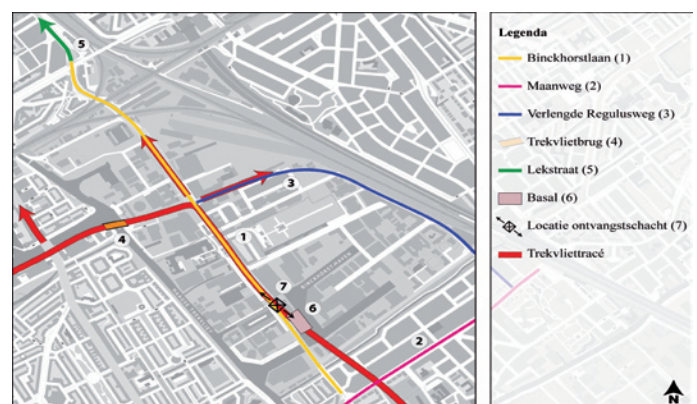 5
3
4
1
7
6
2
Legenda
Binckhorstlaan (1)
Maanweg (2)
Verlengde Regulusweg (3)
Trekvlietbrug (4)
Lekstraat (5)
Basal (6)
Locatie ontvangstschacht (7)
Trekvliettracé
N